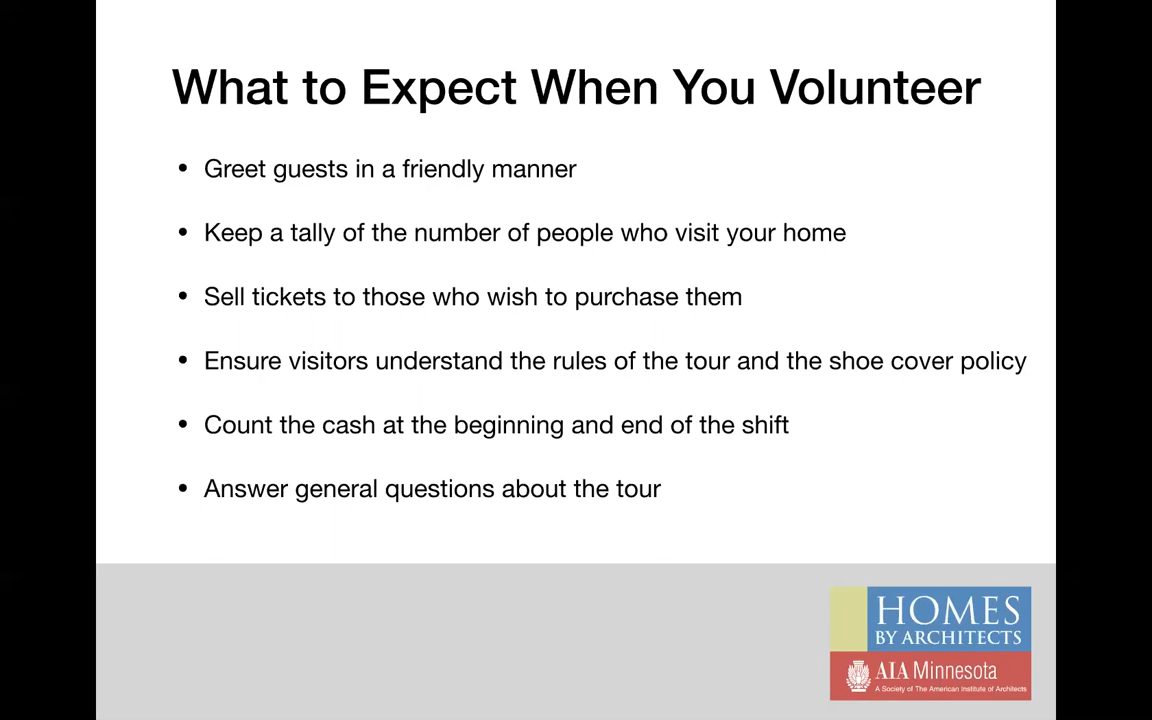 What to Expect When You Volunteer
• Greet guests in a friendly manner
• Keep a tally of the number of people who visit your home
• Sell tickets to those who wish to purchase them
• Ensure visitors understand the rules of the tour and the shoe cover policy
• Count the cash at the beginning and end of the shift
• Answer general questions about the tour
HOMES
BY ARCHITECTS
AIA Minnesota
A Society of The American Institute of Architects